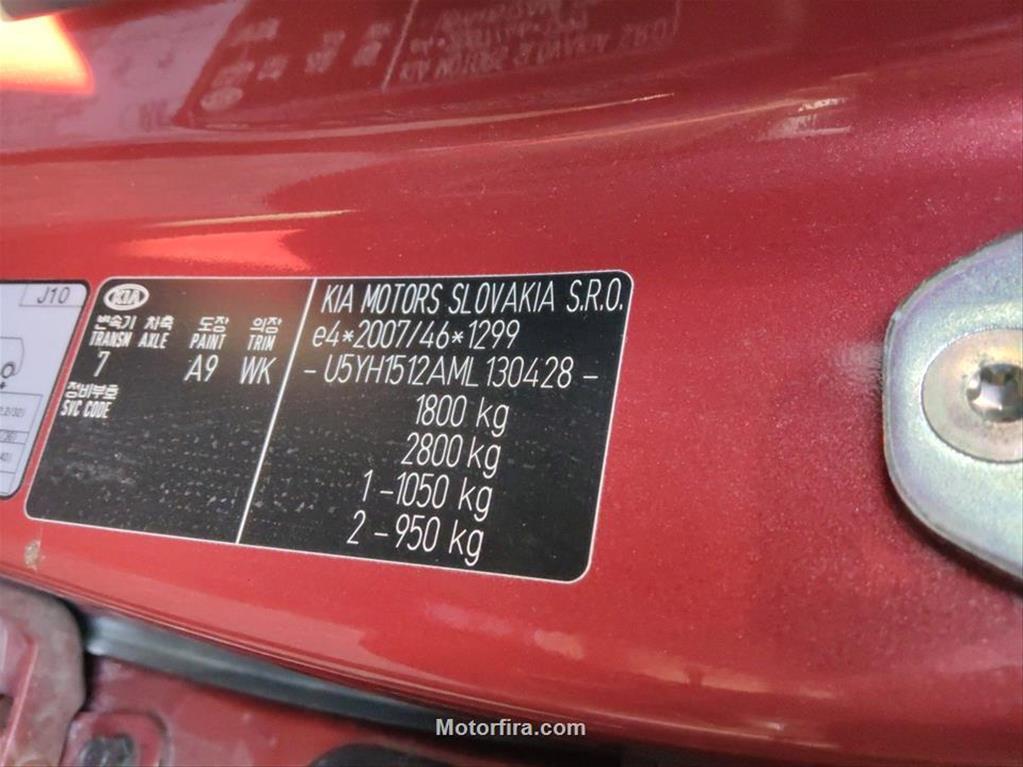 J10
KIA
변속기 차축 도장 의장
TRANSM AXLE PAINT TRIM
7 A9 WK
정비부호
SVC CODE
KIA MOTORS SLOVAKIA S.R.O.
e4*2007/46*1299
- U5YH1512AML130428 -
1800 kg
2800 kg
1 -1050 kg
2 -950 kg
Motorfira.com